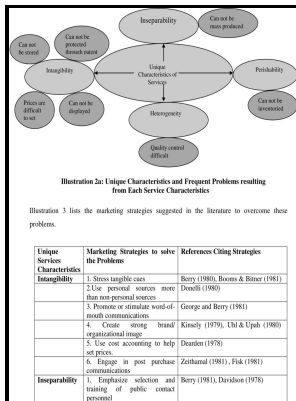 Inseparability
Can not
be mass produced
Can not
be stored
Can not be
protected
through patent
Intangibility
Unique
Characteristics of
Services
Perishability
Prices are
difficult
to set
Can not be
displayed
Heterogeneity
Can not be
inventoried
Quality control
difficult
Illustration 2a: Unique Characteristics and Frequent Problems resulting
from Each Service Characteristics
Illustration 3 lists the marketing strategies suggested in the literature to overcome these
problems.
Unique
Services
Characteristics
Marketing Strategies to solve
the Problems
References Citing Strategies
Intangibility
1. Stress tangible cues
Berry (1980), Booms & Bitner (1981)
2.Use personal sources more
than non-personal sources
Donelli (1980)
3. Promote or stimulate word-of-
mouth communications
George and Berry (1981)
4. Create strong brand/
organizational image
Kinsely (1979), Uhl & Upah (1980)
5. Use cost accounting to help
set prices.
Dearden (1978)
6. Engage in post purchase
communications
Zeithamal (1981) , Fisk (1981)
Inseparability
1. Emphasize selection and
training of public contact
personnel
Berry (1981), Davidson (1978)